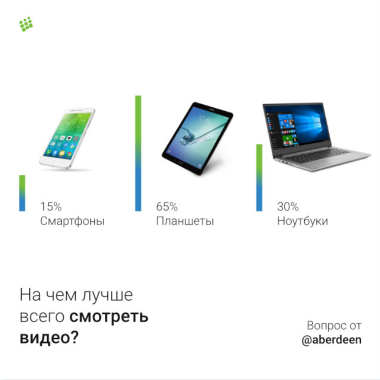 15%
Смартфоны
65%
Планшеты
30%
Ноутбуки
На чем лучше
всего смотреть
видео?
Вопрос от
@aberdeen